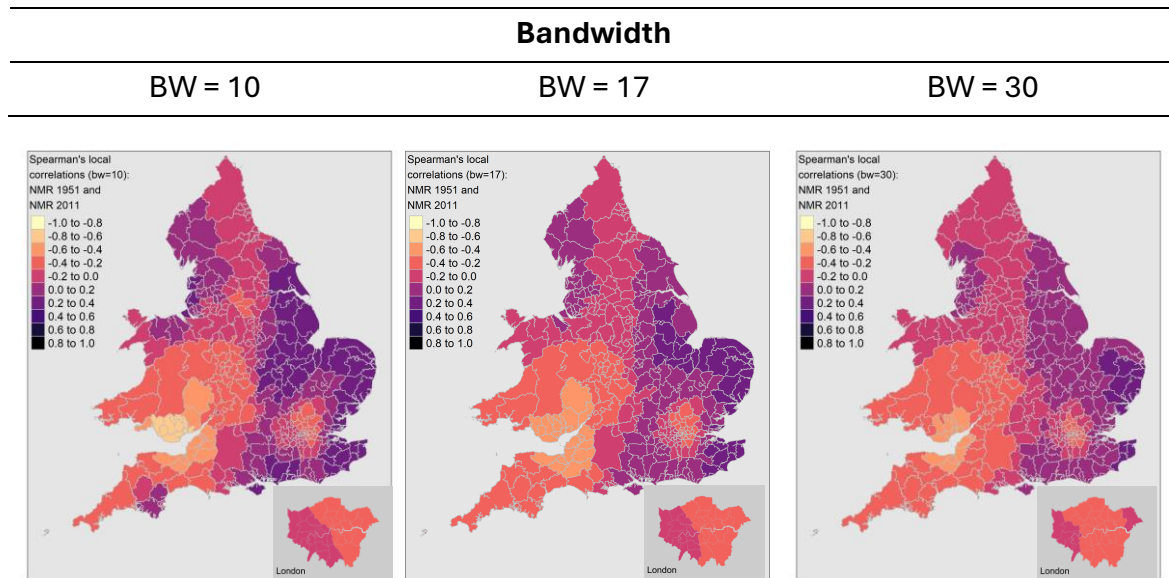 Bandwidth
BW = 10
BW = 17
BW = 30
Spearman's local
correlations (bw=10):
NMR 1951 and
NMR 2011
-1.0 to -0.8
-0.8 to -0.6
-0.6 to -0.4
-0.4 to -0.2
-0.2 to 0.0
0.0 to 0.2
0.2 to 0.4
0.4 to 0.6
0.6 to 0.8
0.8 to 1.0
London
Spearman's local
correlations (bw=17):
NMR 1951 and
NMR 2011
-1.0 to -0.8
-0.8 to -0.6
-0.6 to -0.4
-0.4 to -0.2
-0.2 to 0.0
0.0 to 0.2
0.2 to 0.4
0.4 to 0.6
0.6 to 0.8
0.8 to 1.0
London
Spearman's local
correlations (bw=30):
NMR 1951 and
NMR 2011
-1.0 to -0.8
-0.8 to -0.6
-0.6 to -0.4
-0.4 to -0.2
-0.2 to 0.0
0.0 to 0.2
0.2 to 0.4
0.4 to 0.6
0.6 to 0.8
0.8 to 1.0
London